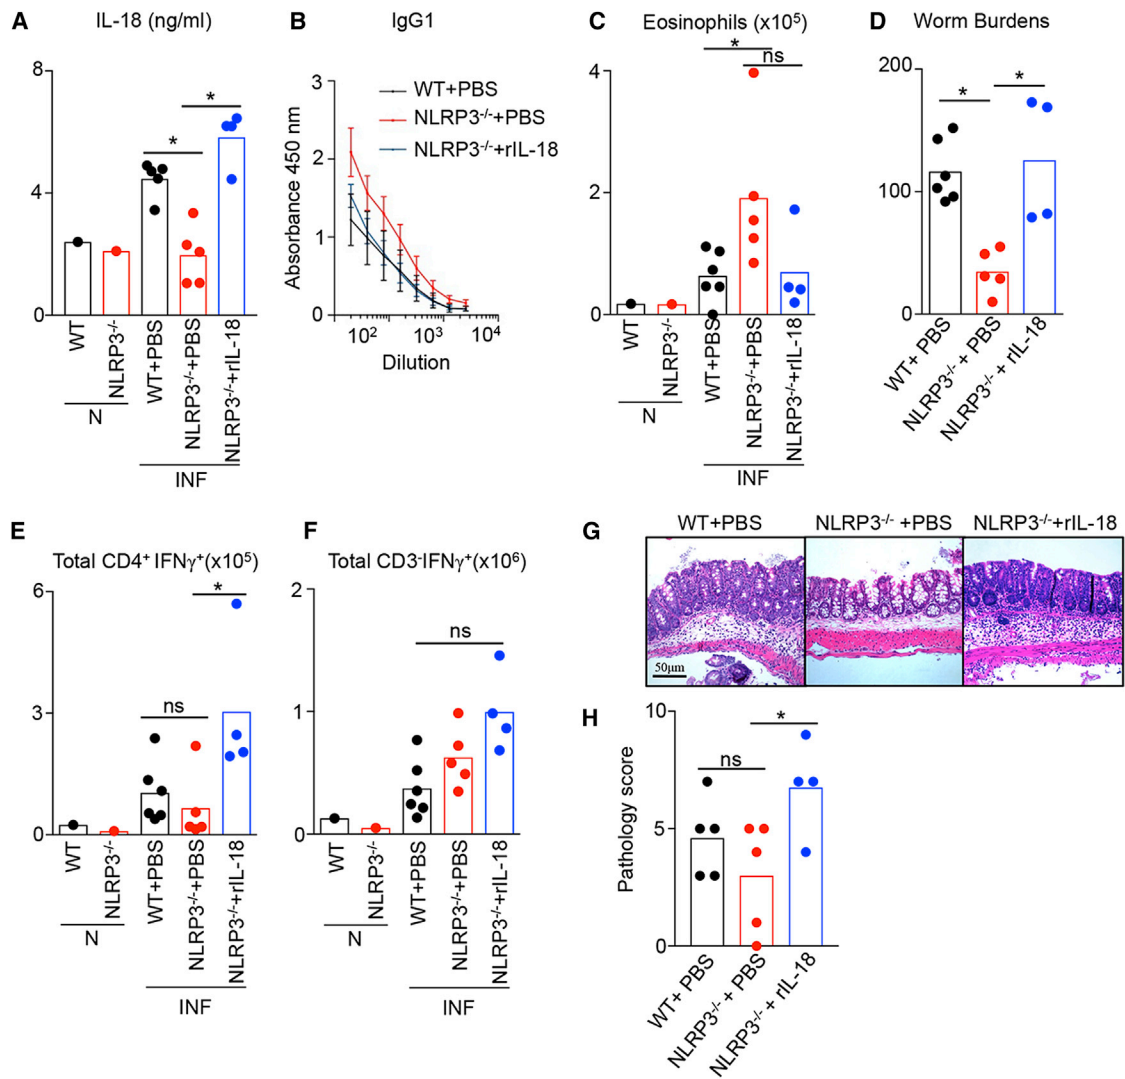 A
IL-18 (ng/ml)
8
4
0
*
*
WT
NLRP3-/-
WT+PBS
NLRP3-/-+PBS
NLRP3-/-+rIL-18
N
INF
B
IgG1
Absorbance 450 nm
3
2
1
0
WT+PBS
NLRP3-/-+PBS
NLRP3-/-+rIL-18
10² 10³ 10⁴
Dilution
C
Eosinophils (x10⁵)
4
2
0
*
ns
WT
NLRP3-/-
WT+PBS
NLRP3-/-+PBS
NLRP3-/-+rIL-18
N
INF
D
Worm Burdens
200
100
0
*
*
WT+ PBS
NLRP3-/- + PBS
NLRP3-/- + rIL-18
E
Total CD4⁺ IFNγ⁺(x10⁵)
6
3
0
*
ns
WT
NLRP3-/-
WT+PBS
NLRP3-/-+PBS
NLRP3-/-+rIL-18
N
INF
F
Total CD3⁻IFNγ⁺(x10⁶)
2
1
0
ns
WT
NLRP3-/-
WT+PBS
NLRP3-/-+PBS
NLRP3-/-+rIL-18
N
INF
G
WT+PBS NLRP3-/- +PBS NLRP3-/-+rIL-18
50µm
H
Pathology score
10
5
0
*
ns
WT+ PBS
NLRP3-/- + PBS
NLRP3-/- + rIL-18